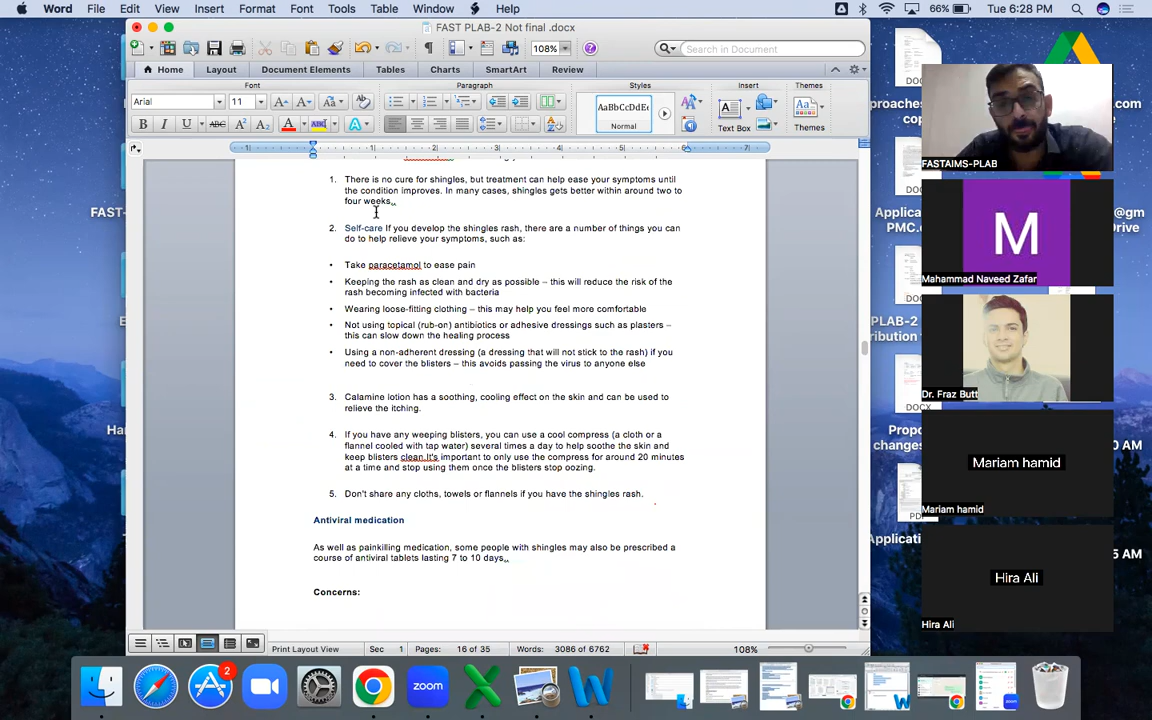 Word File Edit View Insert Format Font Tools Table Window Help
66% Tue 6:28 PM
FAST PLAB-2 Not final .docx
108%
Search in Document
Home Layout Document Elements Tables Charts SmartArt Review
Font Paragraph Styles Insert Themes
Arial 11
AaBbCcDdEe
Normal
Text Box
Themes
1. There is no cure for shingles, but treatment can help ease your symptoms until
the condition improves. In many cases, shingles gets better within around two to
four weeks.
2. Self-care If you develop the shingles rash, there are a number of things you can
do to help relieve your symptoms, such as:
• Take paracetamol to ease pain
• Keeping the rash as clean and dry as possible – this will reduce the risk of the
rash becoming infected with bacteria
• Wearing loose-fitting clothing – this may help you feel more comfortable
• Not using topical (rub-on) antibiotics or adhesive dressings such as plasters –
this can slow down the healing process
• Using a non-adherent dressing (a dressing that will not stick to the rash) if you
need to cover the blisters – this avoids passing the virus to anyone else
3. Calamine lotion has a soothing, cooling effect on the skin and can be used to
relieve the itching.
4. If you have any weeping blisters, you can use a cool compress (a cloth or a
flannel cooled with tap water) several times a day to help soothe the skin and
keep blisters clean.It's important to only use the compress for around 20 minutes
at a time and stop using them once the blisters stop oozing.
5. Don't share any cloths, towels or flannels if you have the shingles rash.
Antiviral medication
As well as painkilling medication, some people with shingles may also be prescribed a
course of antiviral tablets lasting 7 to 10 days.
Concerns:
Print Layout View Sec 1 Pages: 16 of 35 Words: 3086 of 6762 108%
FASTAIMS-PLAB
M
Mahammad Naveed Zafar
Dr. Fraz Butt
Mariam hamid
Mariam hamid
Hira Ali
Hira Ali
FAST-
DOCX
PMC.
@gm
PLAB-2
DOCX
Propo
changes
PDF
2
zoom